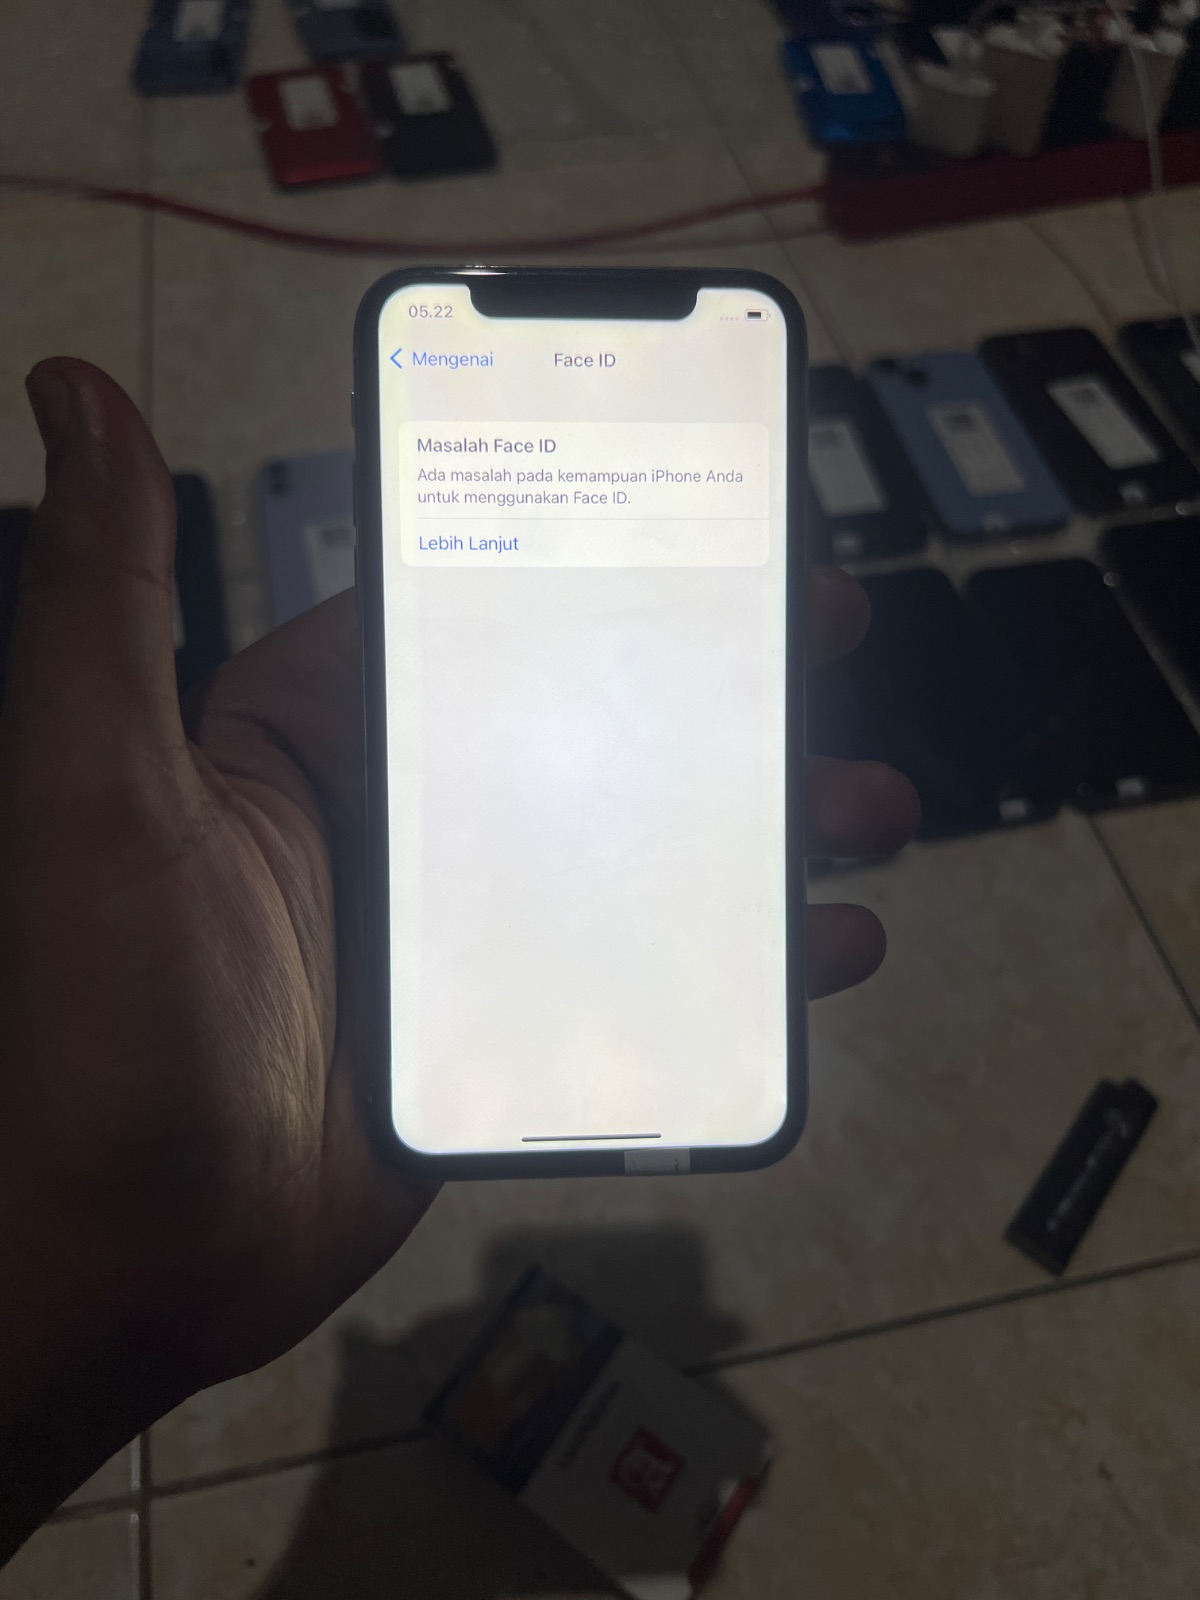 05.22
Mengenai
Face ID
Masalah Face ID
Ada masalah pada kemampuan iPhone Anda
untuk menggunakan Face ID.
Lebih Lanjut